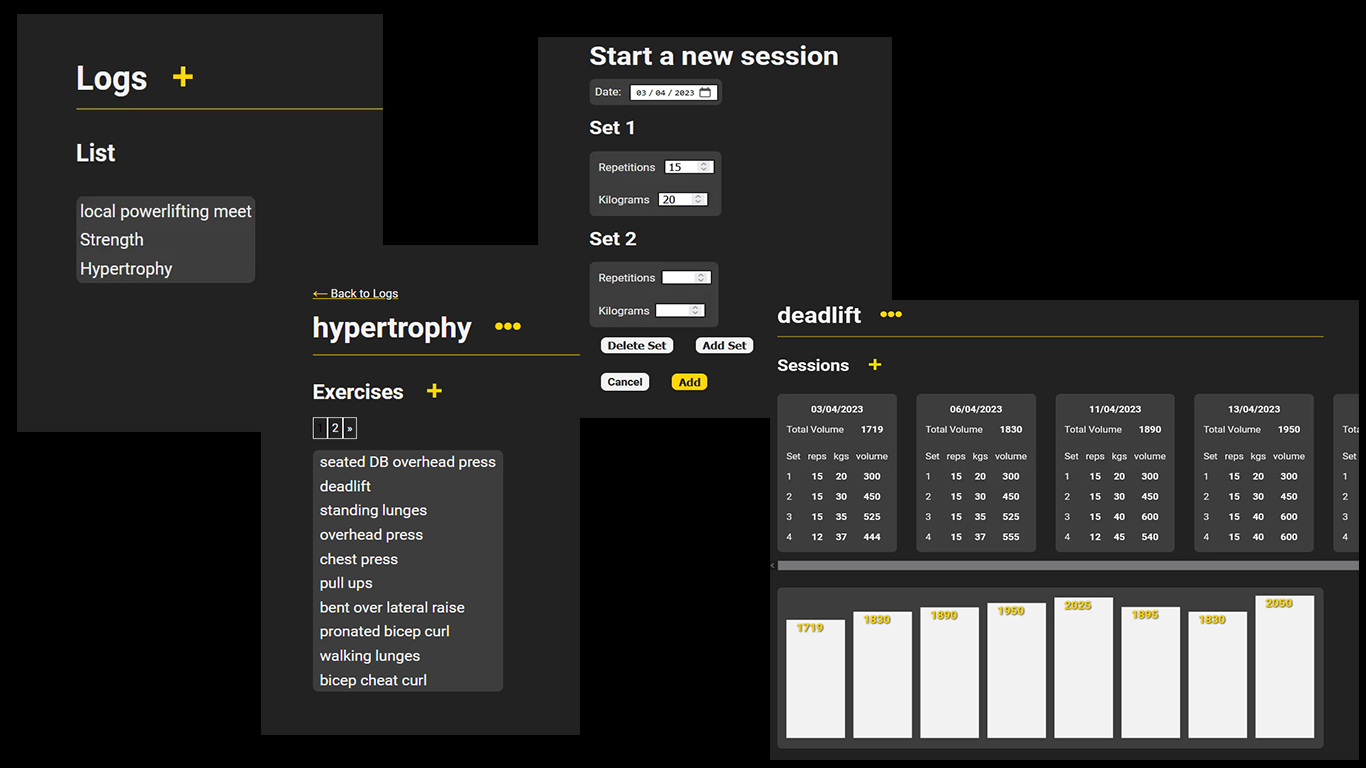 Logs +
List
local powerlifting meet
Strength
Hypertrophy
← Back to Logs
hypertrophy •••
Exercises +
1 2 »
seated DB overhead press
deadlift
standing lunges
overhead press
chest press
pull ups
bent over lateral raise
pronated bicep curl
walking lunges
bicep cheat curl
Start a new session
Date: 03 / 04 / 2023
Set 1
Repetitions 15
Kilograms 20
Set 2
Repetitions
Kilograms
Delete Set Add Set
Cancel Add
deadlift •••
Sessions +
03/04/2023
Total Volume 1719
Set reps kgs volume
1 15 20 300
2 15 30 450
3 15 35 525
4 12 37 444
06/04/2023
Total Volume 1830
Set reps kgs volume
1 15 20 300
2 15 30 450
3 15 35 525
4 15 37 555
11/04/2023
Total Volume 1890
Set reps kgs volume
1 15 20 300
2 15 30 450
3 15 40 600
4 12 45 540
13/04/2023
Total Volume 1950
Set reps kgs volume
1 15 20 300
2 15 30 450
3 15 40 600
4 15 40 600
Set
1
2
3
4
1719 1830 1890 1950 2025 1895 1830 2050